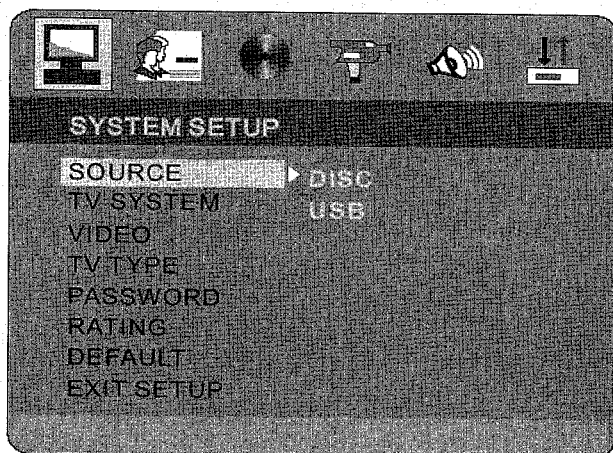 SYSTEM SETUP
SOURCE
DISC
TV SYSTEM
USB
VIDEO
TV TYPE
PASSWORD
RATING
DEFAULT
EXIT SETUP